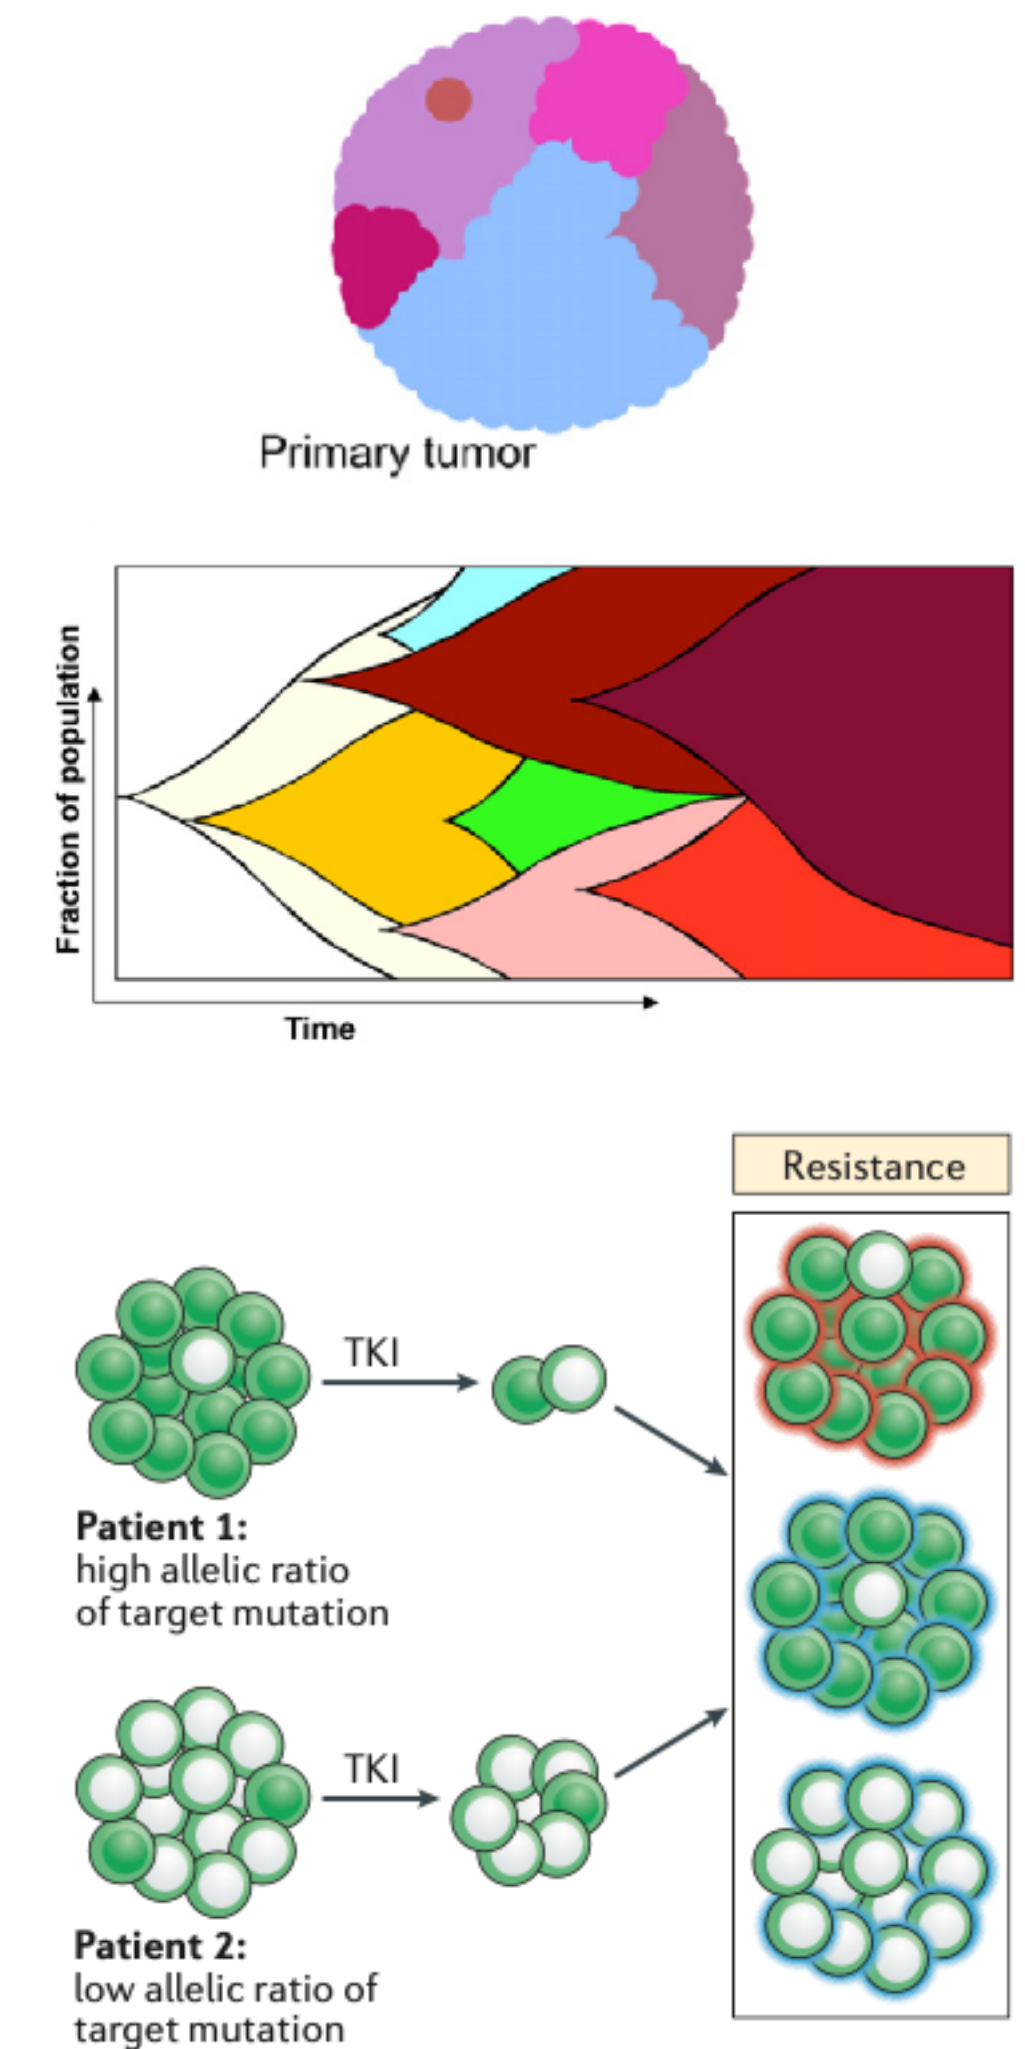 Primary tumor
Fraction of population
Time
Resistance
TKI
Patient 1:
high allelic ratio
of target mutation
TKI
Patient 2:
low allelic ratio of
target mutation